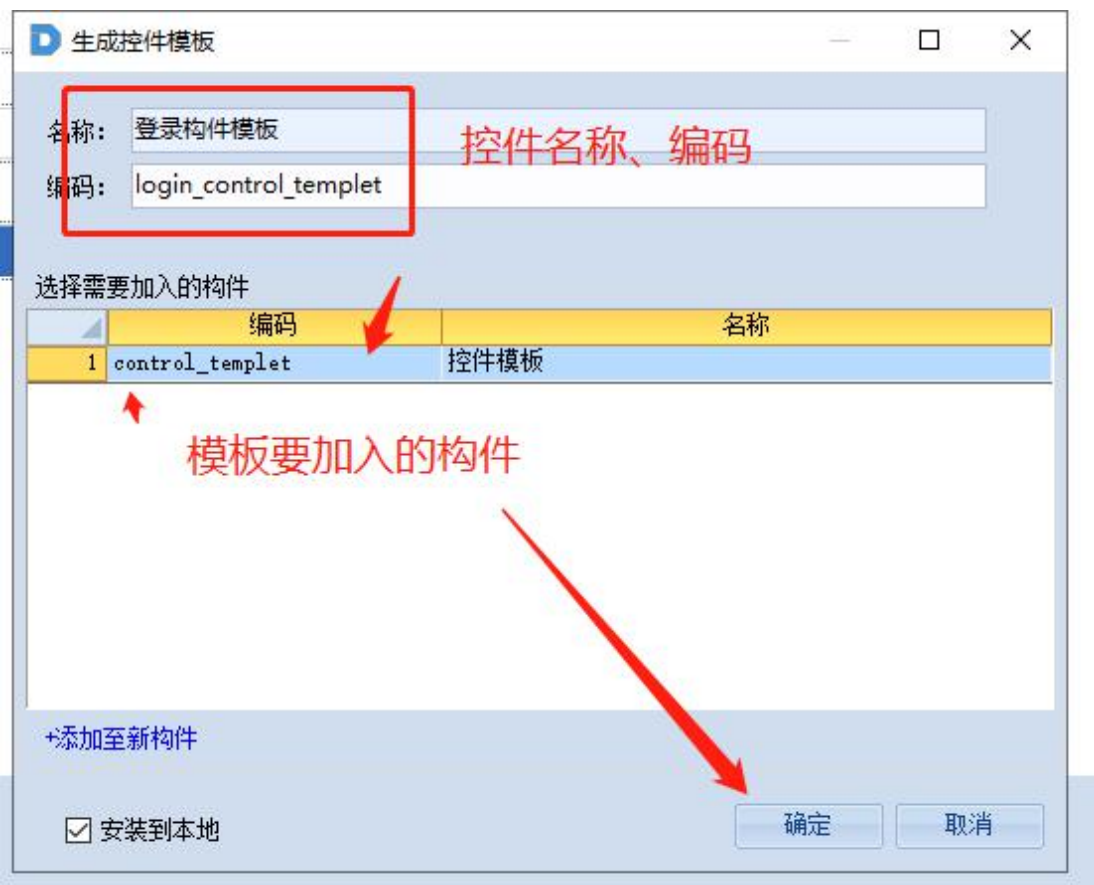 生成控件模板
名称： 登录构件模板
控件名称、编码
编码： login_control_templet
选择需要加入的构件
编码 名称
1 control_templet 控件模板
模板要加入的构件
+添加至新构件
安装到本地 确定 取消